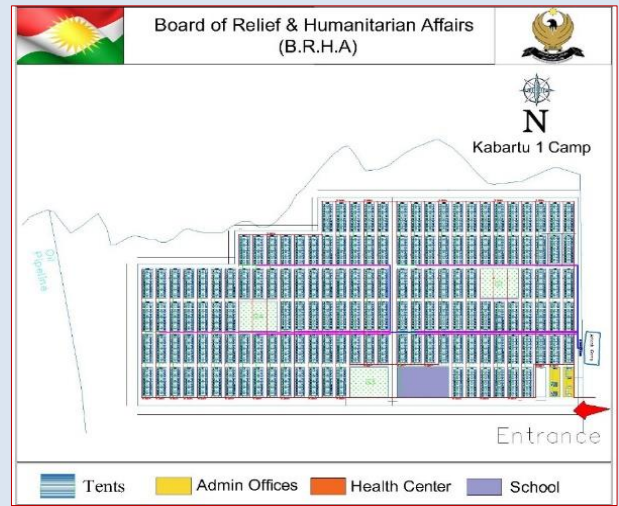 Board of Relief & Humanitarian Affairs
(B.R.H.A)
N
Kabartu 1 Camp
Oil
Pipeline
Entrance
Tents
Admin Offices
Health Center
School